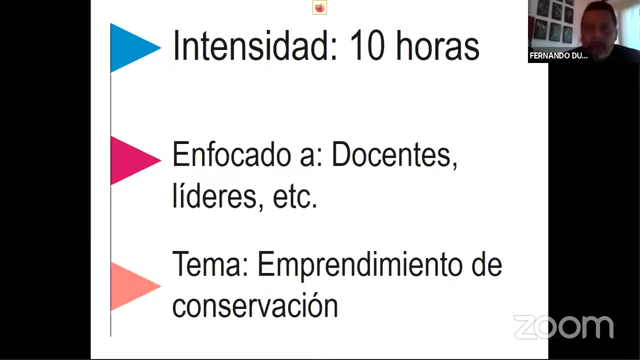 Intensidad: 10 horas
FERNANDO DU...
Enfocado a: Docentes,
líderes, etc.
Tema: Emprendimiento de
conservación
zoom